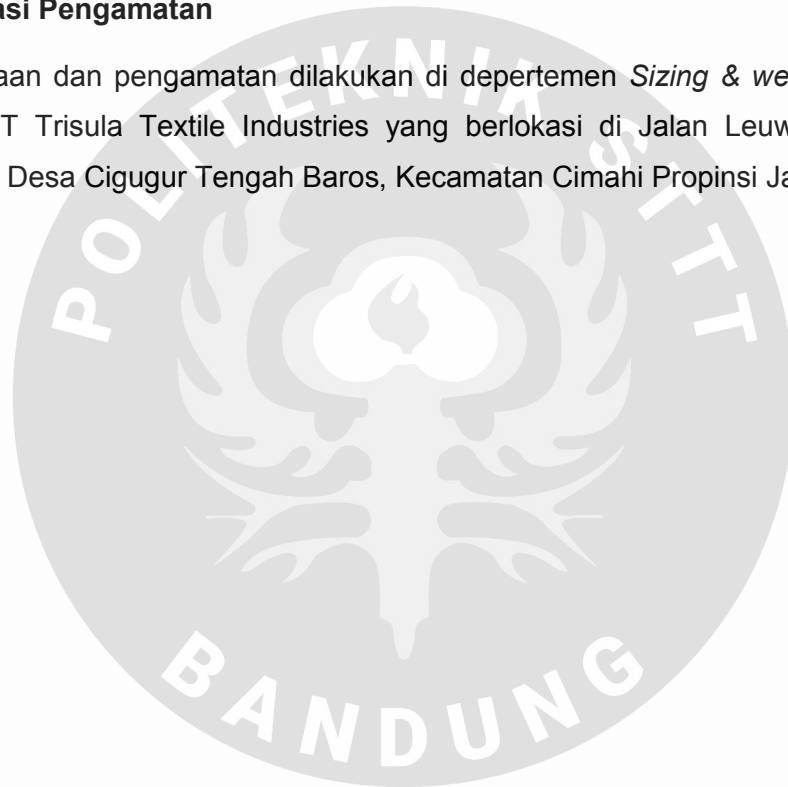 asi Pengamatan
aan dan pengamatan dilakukan di depertemen Sizing & we
T Trisula Textile Industries yang berlokasi di Jalan Leuw
Desa Cigugur Tengah Baros, Kecamatan Cimahi Propinsi Ja
POLITEKNIK STTT
BANDUNG